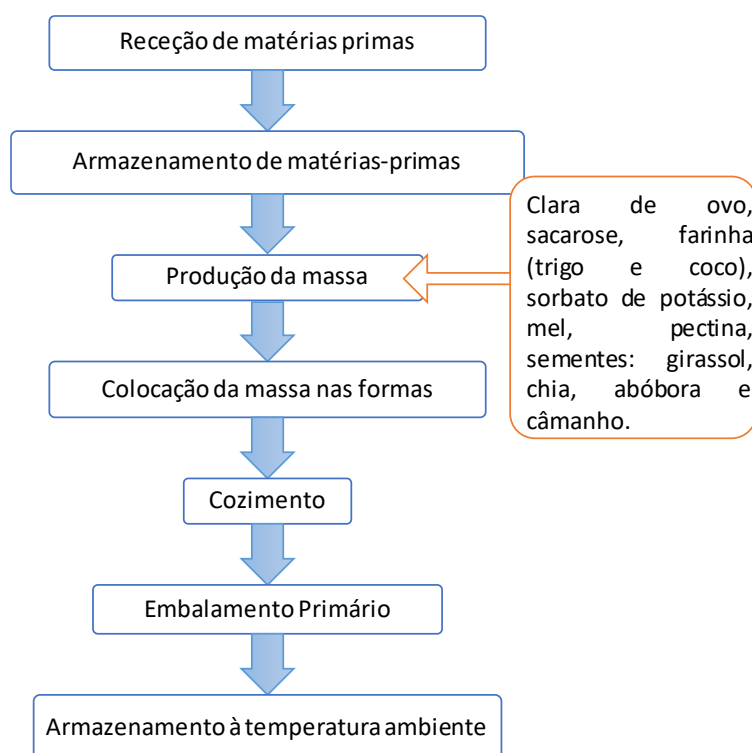 Receção de matérias primas
Armazenamento de matérias-primas
Produção da massa
Clara de ovo,
sacarose, farinha
(trigo e coco),
sorbato de potássio,
mel, pectina,
sementes: girassol,
chia, abóbora e
câmanho.
Colocação da massa nas formas
Cozimento
Embalamento Primário
Armazenamento à temperatura ambiente